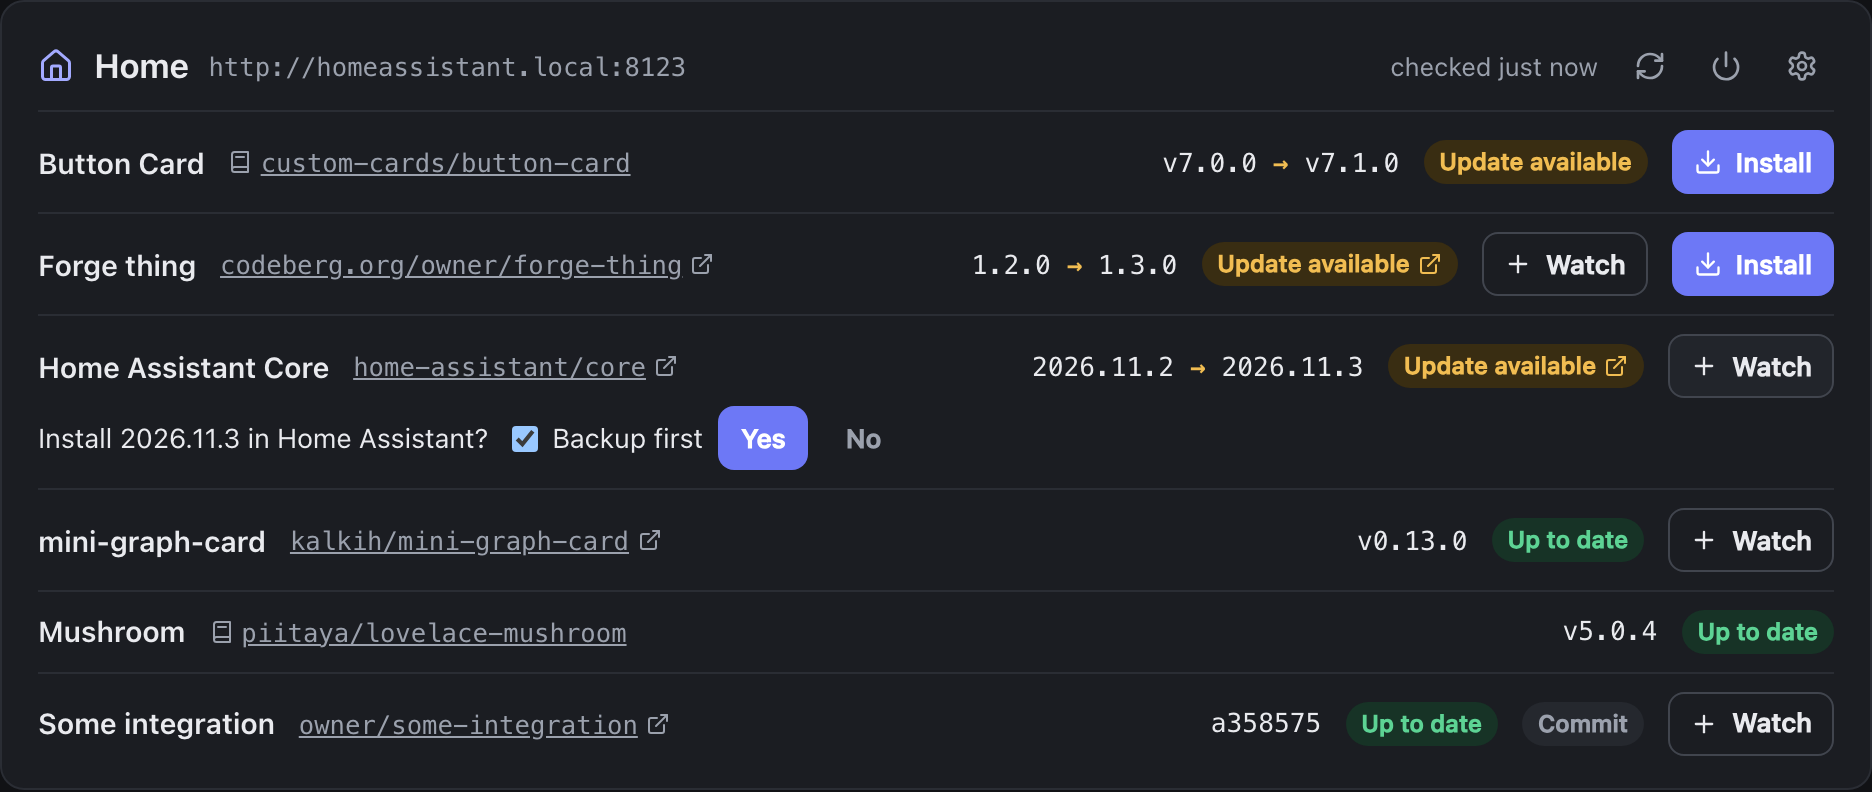 Home http://homeassistant.local:8123 checked just now
Button Card custom-cards/button-card v7.0.0 → v7.1.0 Update available Install
Forge thing codeberg.org/owner/forge-thing 1.2.0 → 1.3.0 Update available + Watch Install
Home Assistant Core home-assistant/core 2026.11.2 → 2026.11.3 Update available + Watch
Install 2026.11.3 in Home Assistant? Backup first Yes No
mini-graph-card kalkih/mini-graph-card v0.13.0 Up to date + Watch
Mushroom piitaya/lovelace-mushroom v5.0.4 Up to date
Some integration owner/some-integration a358575 Up to date Commit + Watch